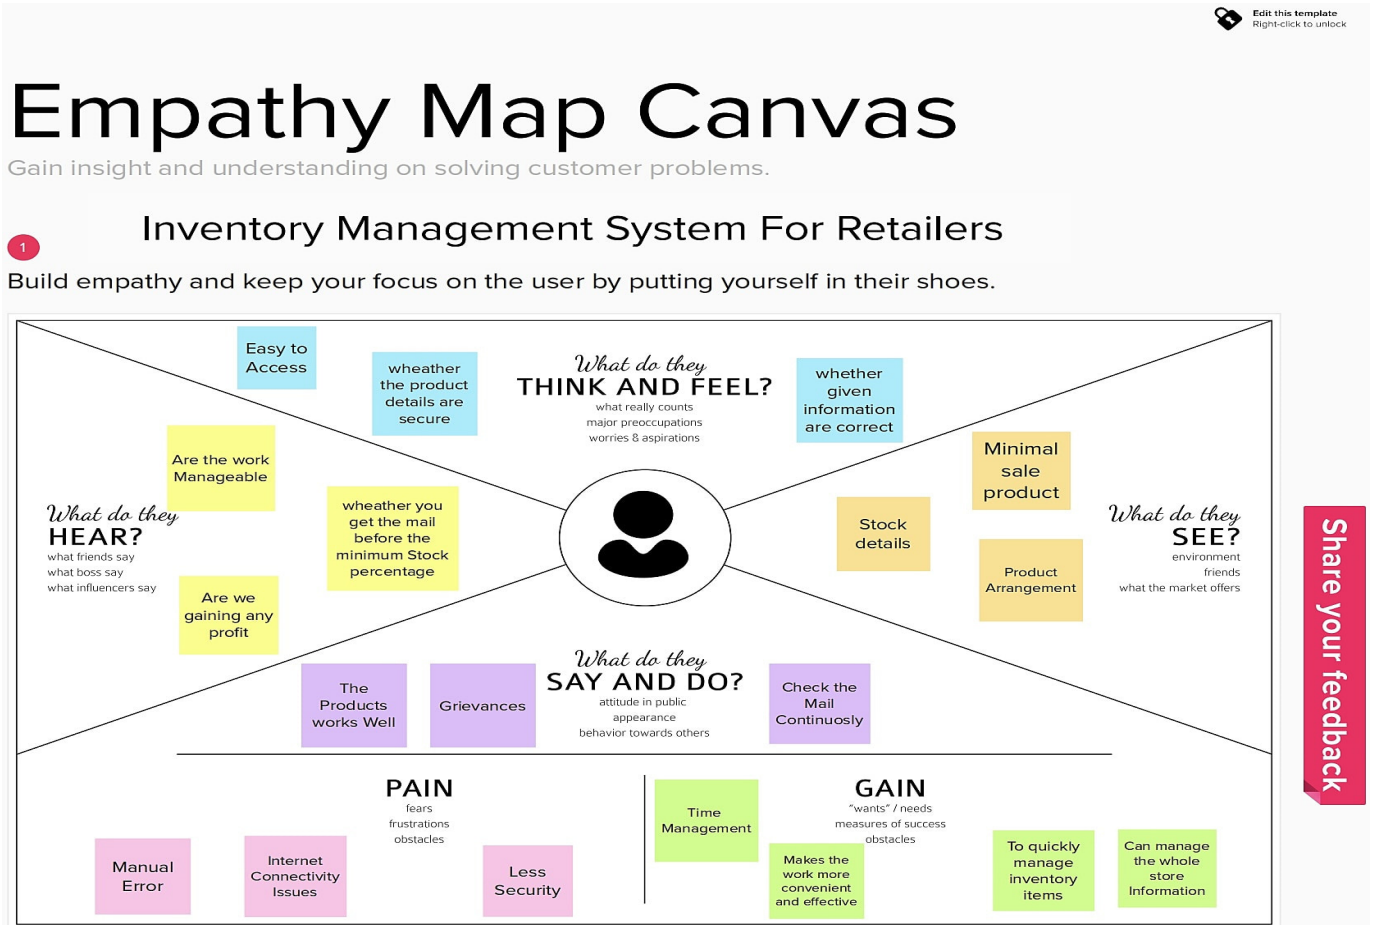 Edit this template
Right-click to unlock
Empathy Map Canvas
Gain insight and understanding on solving customer problems.
Inventory Management System For Retailers
1
Build empathy and keep your focus on the user by putting yourself in their shoes.
Easy to
Access
wheather
the product
details are
secure
What do they
THINK AND FEEL?
what really counts
major preoccupations
worries & aspirations
whether
given
information
are correct
What do they
HEAR?
what friends say
what boss say
what influencers say
Are the work
Manageable
wheather you
get the mail
before the
minimum Stock
percentage
Are we
gaining any
profit
Stock
details
Minimal
sale
product
Product
Arrangement
What do they
SEE?
environment
friends
what the market offers
The
Products
works Well
Grievances
What do they
SAY AND DO?
attitude in public
appearance
behavior towards others
Check the
Mail
Continuosly
PAIN
fears
frustrations
obstacles
Manual
Error
Internet
Connectivity
Issues
Less
Security
Time
Management
GAIN
"wants" / needs
measures of success
obstacles
Makes the
work more
convenient
and effective
To quickly
manage
inventory
items
Can manage
the whole
store
Information
Share your feedback